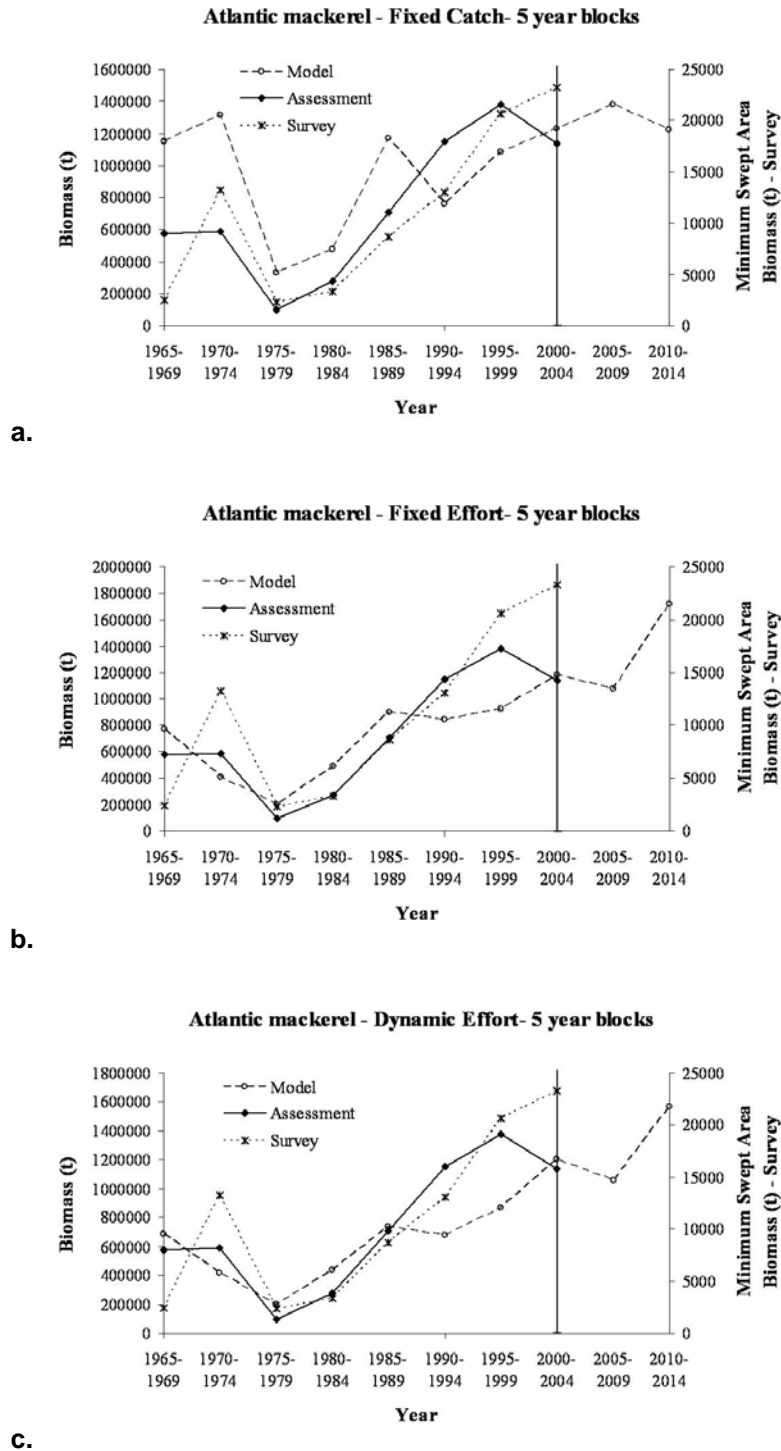 Atlantic mackerel - Fixed Catch- 5 year blocks
Model
Assessment
Survey
Biomass (t)
1600000
1400000
1200000
1000000
800000
600000
400000
200000
0
25000
20000
15000
10000
5000
0
Minimum Swept Area
Biomass (t) - Survey
1965- 1970- 1975- 1980- 1985- 1990- 1995- 2000- 2005- 2010-
1969 1974 1979 1984 1989 1994 1999 2004 2009 2014
Year
a.
Atlantic mackerel - Fixed Effort- 5 year blocks
Model
Assessment
Survey
Biomass (t)
2000000
1800000
1600000
1400000
1200000
1000000
800000
600000
400000
200000
0
25000
20000
15000
10000
5000
0
Minimum Swept Area
Biomass (t) - Survey
1965- 1970- 1975- 1980- 1985- 1990- 1995- 2000- 2005- 2010-
1969 1974 1979 1984 1989 1994 1999 2004 2009 2014
Year
b.
Atlantic mackerel - Dynamic Effort- 5 year blocks
Model
Assessment
Survey
Biomass (t)
1800000
1600000
1400000
1200000
1000000
800000
600000
400000
200000
0
25000
20000
15000
10000
5000
0
Minimum Swept Area
Biomass (t) - Survey
1965- 1970- 1975- 1980- 1985- 1990- 1995- 2000- 2005- 2010-
1969 1974 1979 1984 1989 1994 1999 2004 2009 2014
Year
c.